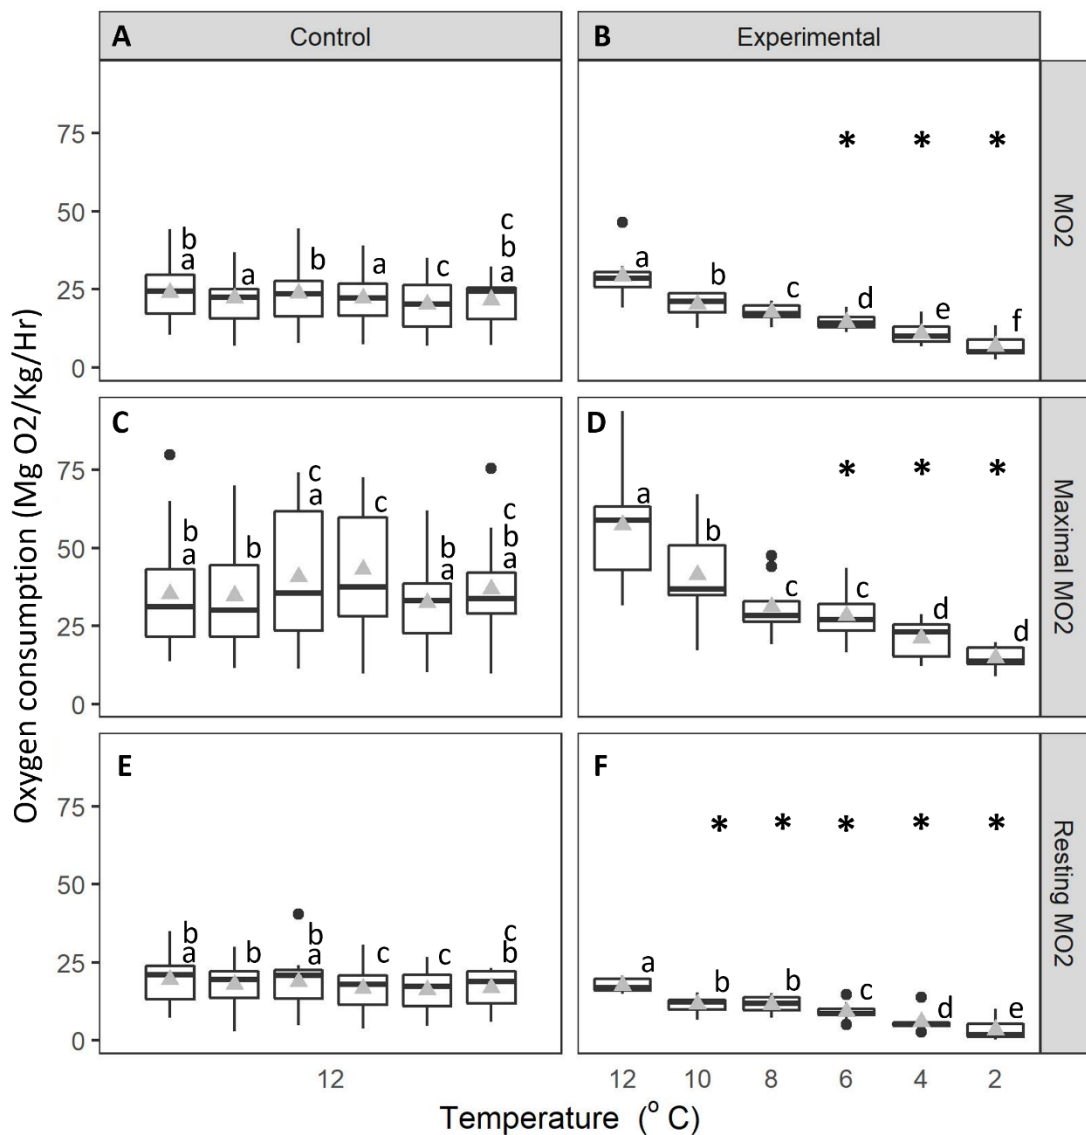 A Control
B Experimental
75
50
25
0
b
a
a
b
a
c
c
b
a
* * *
a
b
c
d
e
f
MO2
C
75
50
25
0
b
a
b
c
a
c
b
a
c
b
a
D
* * *
a
b
c
c
d
d
Maximal MO2
E
75
50
25
0
b
a
b
b
a
c
c
c
b
F
* * * * *
a
b
b
c
d
e
Resting MO2
12
12 10 8 6 4 2
Oxygen consumption (Mg O2/Kg/Hr)
Temperature (° C)